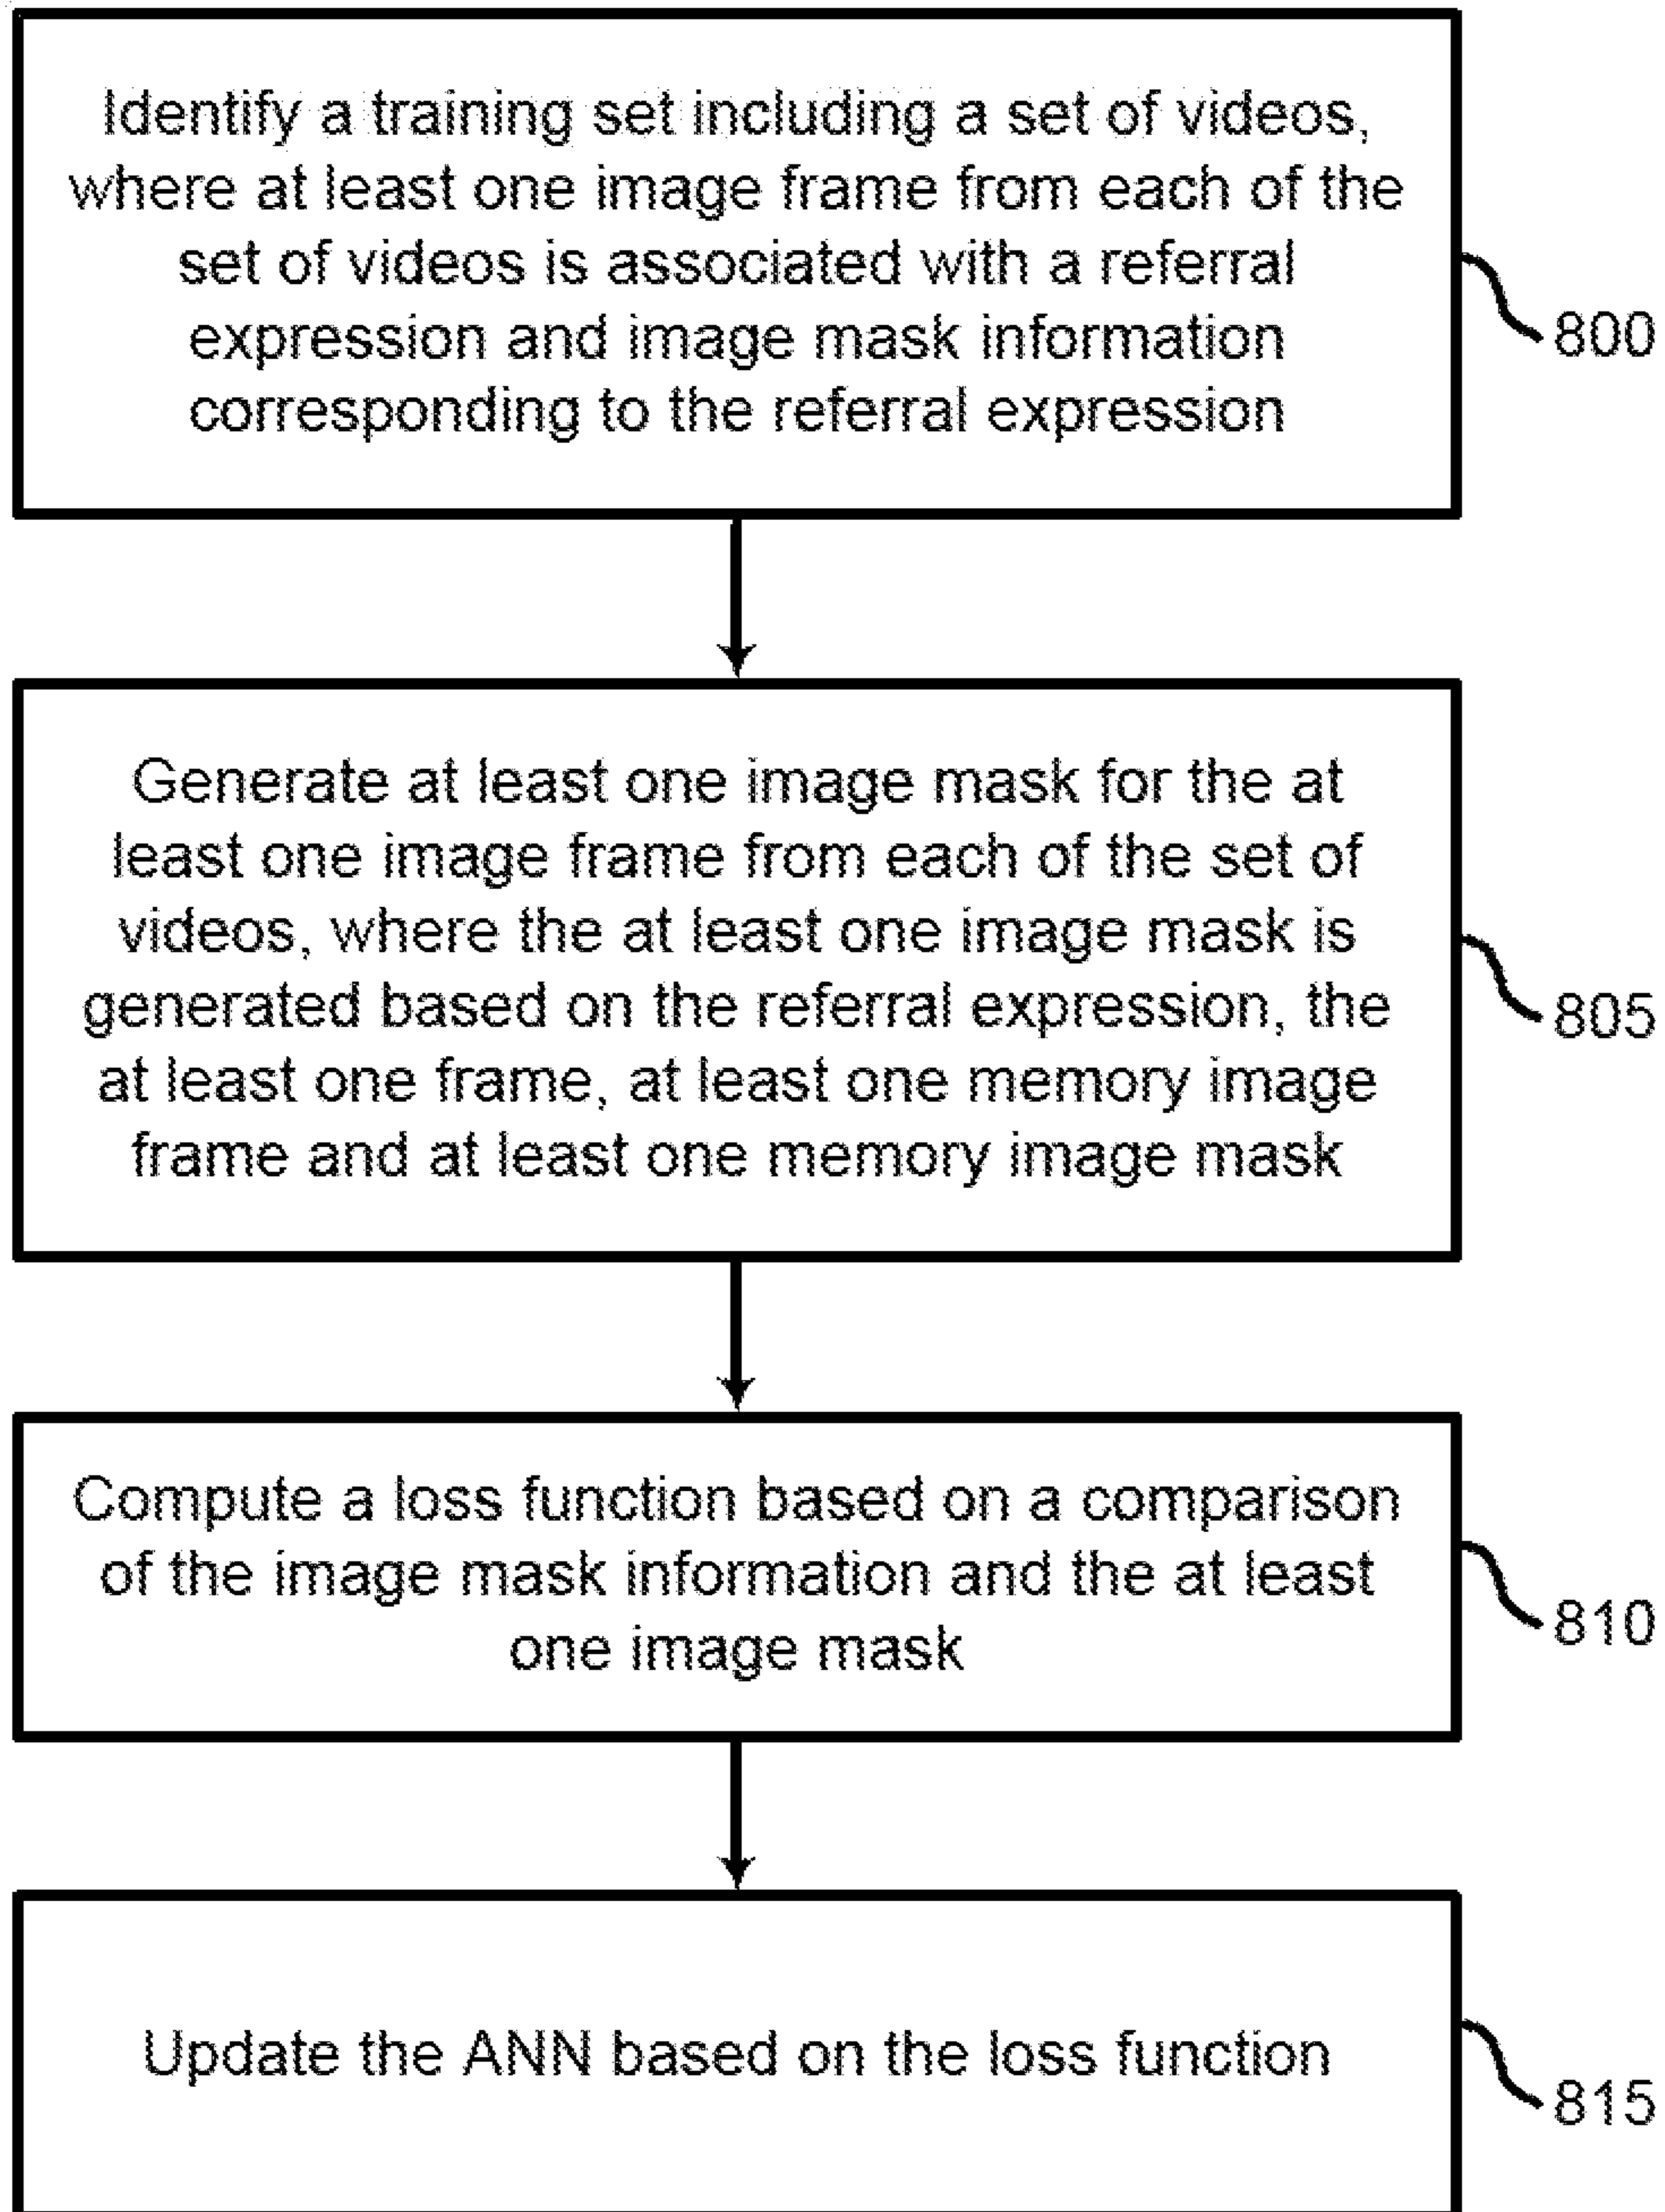 Identify a training set including a set of videos,
where at least one image frame from each of the
set of videos is associated with a referral
expression and image mask information
corresponding to the referral expression
800
Generate at least one image mask for the at
least one image frame from each of the set of
videos, where the at least one image mask is
generated based on the referral expression, the
at least one frame, at least one memory image
frame and at least one memory image mask
805
Compute a loss function based on a comparison
of the image mask information and the at least
one image mask
810
Update the ANN based on the loss function
815